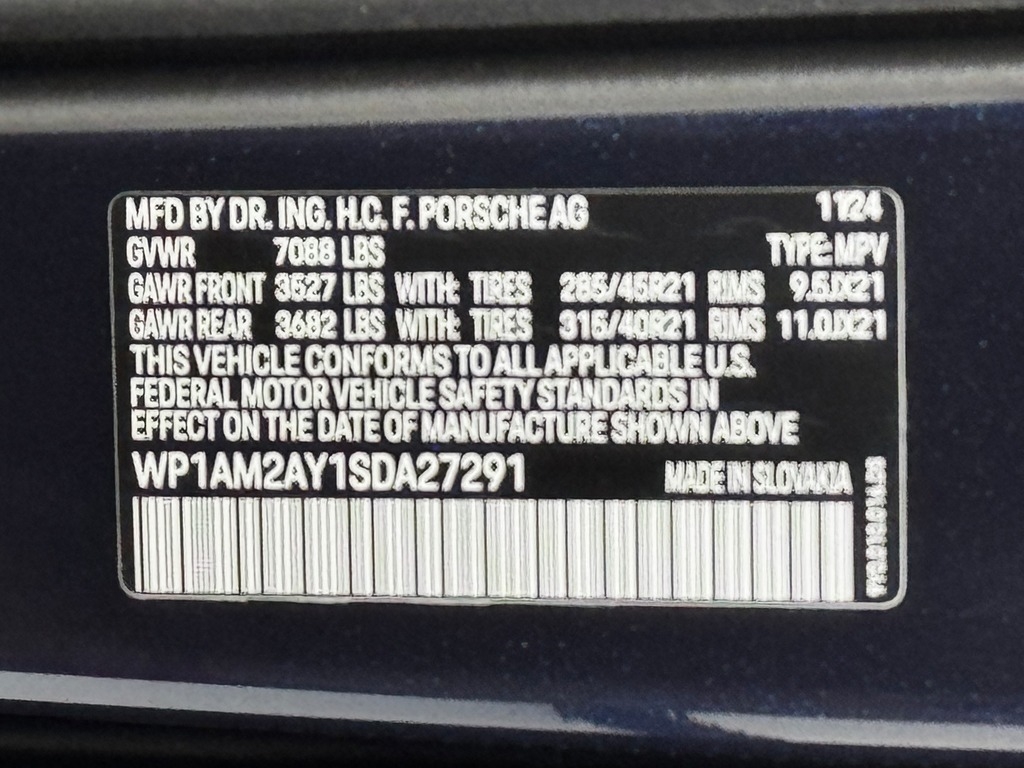 MFD BY DR. ING. H.C. F. PORSCHE AG 11/24
GVWR 7088 LBS TYPE: MPV
GAWR FRONT 3527 LBS WITH: TIRES 285/45R21 RIMS 9.5JX21
GAWR REAR 3682 LBS WITH: TIRES 315/40R21 RIMS 11.0JX21
THIS VEHICLE CONFORMS TO ALL APPLICABLE U.S.
FEDERAL MOTOR VEHICLE SAFETY STANDARDS IN
EFFECT ON THE DATE OF MANUFACTURE SHOWN ABOVE
WP1AM2AY1SDA27291 MADE IN SLOVAKIA